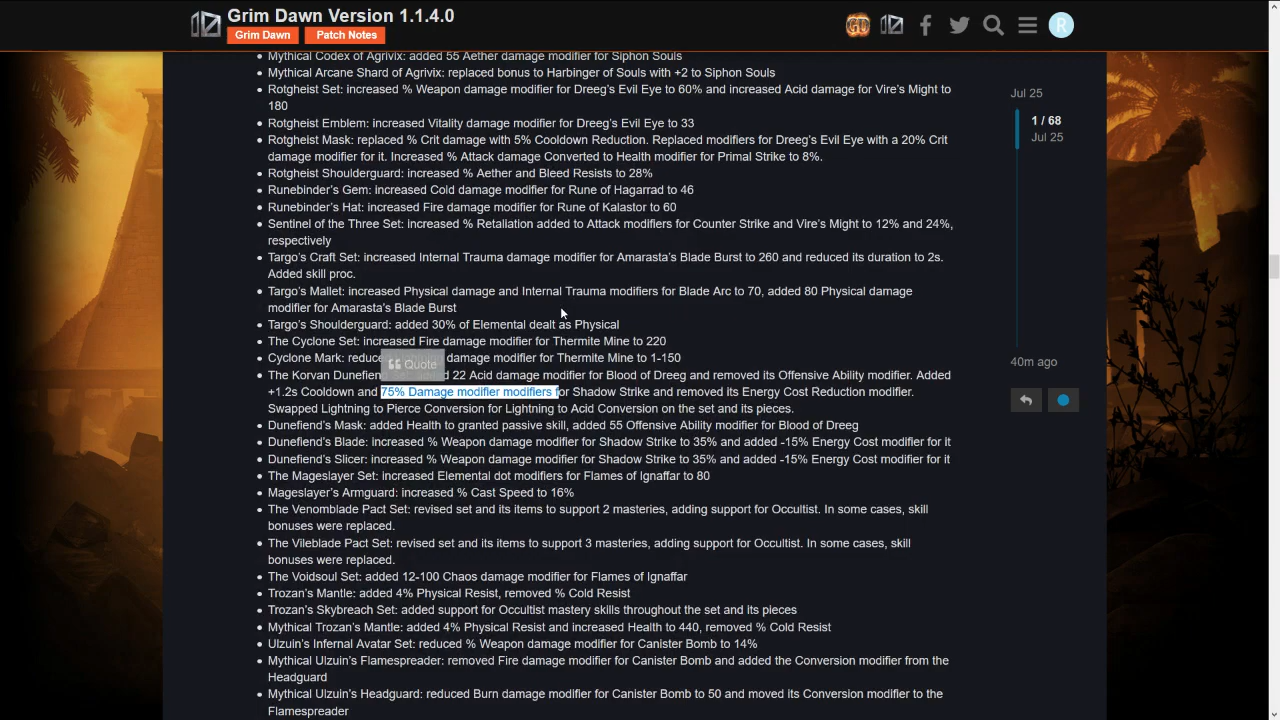 Grim Dawn Version 1.1.4.0
Grim Dawn Patch Notes
R
Mythical Codex of Agrivix: added 55 Aether damage modifier for Siphon Souls
Mythical Arcane Shard of Agrivix: replaced bonus to Harbinger of Souls with +2 to Siphon Souls
Rotgheist Set: increased % Weapon damage modifier for Dreeg's Evil Eye to 60% and increased Acid damage for Vire's Might to
180
Rotgheist Emblem: increased Vitality damage modifier for Dreeg's Evil Eye to 33
Rotgheist Mask: replaced % Crit damage with 5% Cooldown Reduction. Replaced modifiers for Dreeg's Evil Eye with a 20% Crit
damage modifier for it. Increased % Attack damage Converted to Health modifier for Primal Strike to 8%.
Rotgheist Shoulderguard: increased % Aether and Bleed Resists to 28%
Runebinder's Gem: increased Cold damage modifier for Rune of Hagarrad to 46
Runebinder's Hat: increased Fire damage modifier for Rune of Kalastor to 60
Sentinel of the Three Set: increased % Retaliation added to Attack modifiers for Counter Strike and Vire's Might to 12% and 24%,
respectively
Targo's Craft Set: increased Internal Trauma damage modifier for Amarasta's Blade Burst to 260 and reduced its duration to 2s.
Added skill proc.
Targo's Mallet: increased Physical damage and Internal Trauma modifiers for Blade Arc to 70, added 80 Physical damage
modifier for Amarasta's Blade Burst
Targo's Shoulderguard: added 30% of Elemental dealt as Physical
The Cyclone Set: increased Fire damage modifier for Thermite Mine to 220
Cyclone Mark: reduc damage modifier for Thermite Mine to 1-150
Quote
The Korvan Dunefien 22 Acid damage modifier for Blood of Dreeg and removed its Offensive Ability modifier. Added
+1.2s Cooldown and 75% Damage modifier modifiers for Shadow Strike and removed its Energy Cost Reduction modifier.
Swapped Lightning to Pierce Conversion for Lightning to Acid Conversion on the set and its pieces.
Dunefiend's Mask: added Health to granted passive skill, added 55 Offensive Ability modifier for Blood of Dreeg
Dunefiend's Blade: increased % Weapon damage modifier for Shadow Strike to 35% and added -15% Energy Cost modifier for it
Dunefiend's Slicer: increased % Weapon damage modifier for Shadow Strike to 35% and added -15% Energy Cost modifier for it
The Mageslayer Set: increased Elemental dot modifiers for Flames of Ignaffar to 80
Mageslayer's Armguard: increased % Cast Speed to 16%
The Venomblade Pact Set: revised set and its items to support 2 masteries, adding support for Occultist. In some cases, skill
bonuses were replaced.
The Vileblade Pact Set: revised set and its items to support 3 masteries, adding support for Occultist. In some cases, skill
bonuses were replaced.
The Voidsoul Set: added 12-100 Chaos damage modifier for Flames of Ignaffar
Trozan's Mantle: added 4% Physical Resist, removed % Cold Resist
Trozan's Skybreach Set: added support for Occultist mastery skills throughout the set and its pieces
Mythical Trozan's Mantle: added 4% Physical Resist and increased Health to 440, removed % Cold Resist
Ulzuin's Infernal Avatar Set: reduced % Weapon damage modifier for Canister Bomb to 14%
Mythical Ulzuin's Flamespreader: removed Fire damage modifier for Canister Bomb and added the Conversion modifier from the
Headguard
Mythical Ulzuin's Headguard: reduced Burn damage modifier for Canister Bomb to 50 and moved its Conversion modifier to the
Flamespreader
Jul 25
1 / 68
Jul 25
40m ago